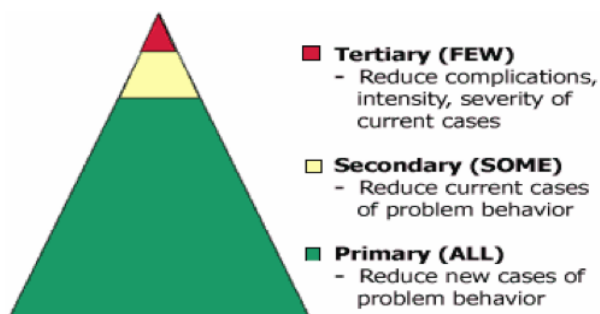 Tertiary (FEW)
- Reduce complications,
intensity, severity of
current cases
Secondary (SOME)
- Reduce current cases
of problem behavior
Primary (ALL)
- Reduce new cases of
problem behavior